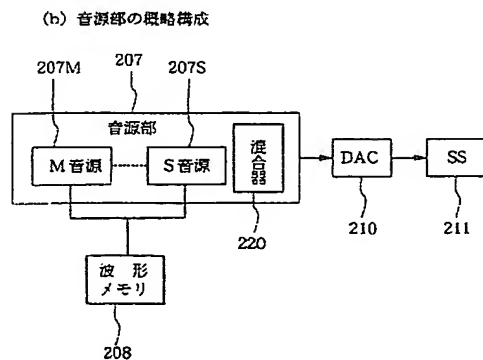 (b) 音源部の概略構成
207M 207 207S
音源部
M音源 S音源 混合器 DAC SS
220 210 211
波形
メモリ
208